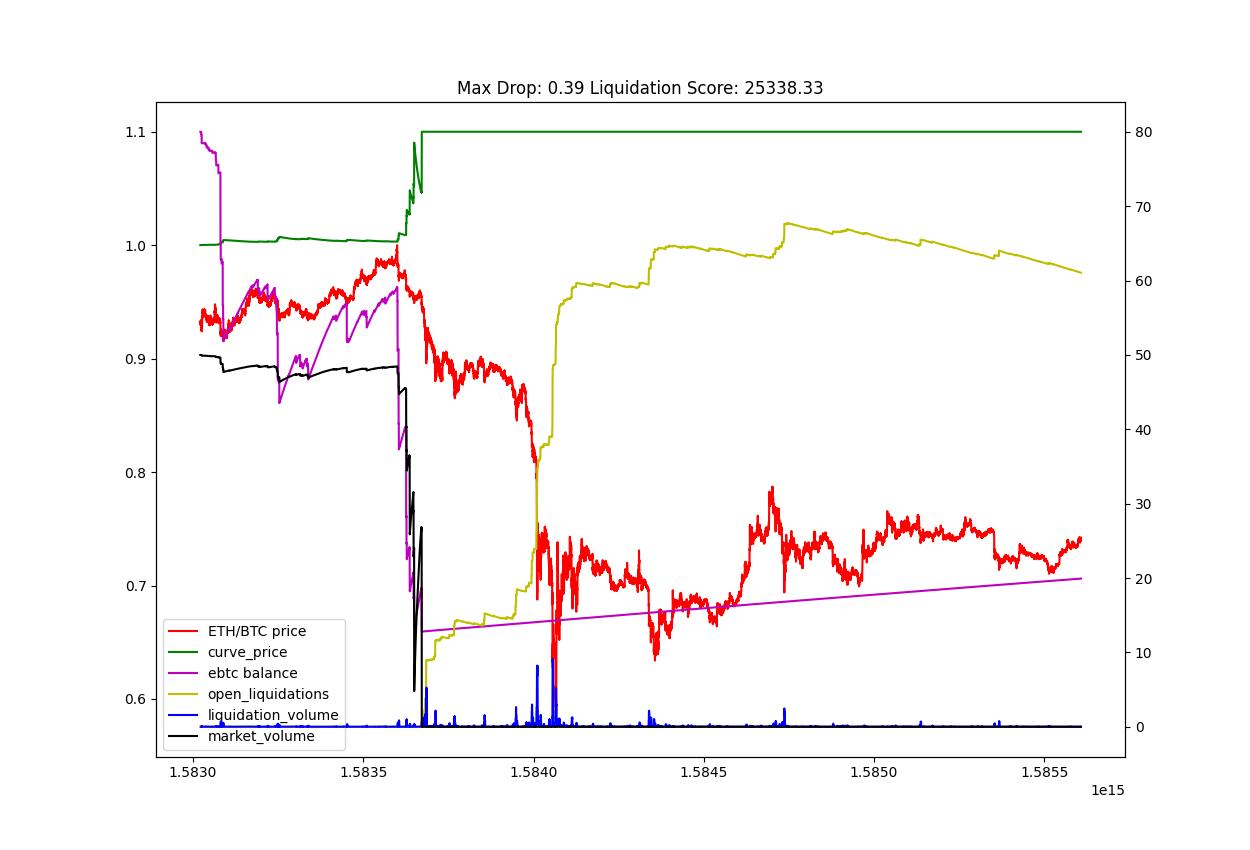 Max Drop: 0.39 Liquidation Score: 25338.33
1.1
1.0
0.9
0.8
0.7
0.6
80
70
60
50
40
30
20
10
0
ETH/BTC price
curve_price
ebtc balance
open_liquidations
liquidation_volume
market_volume
1.5830 1.5835 1.5840 1.5845 1.5850 1.5855
1e15